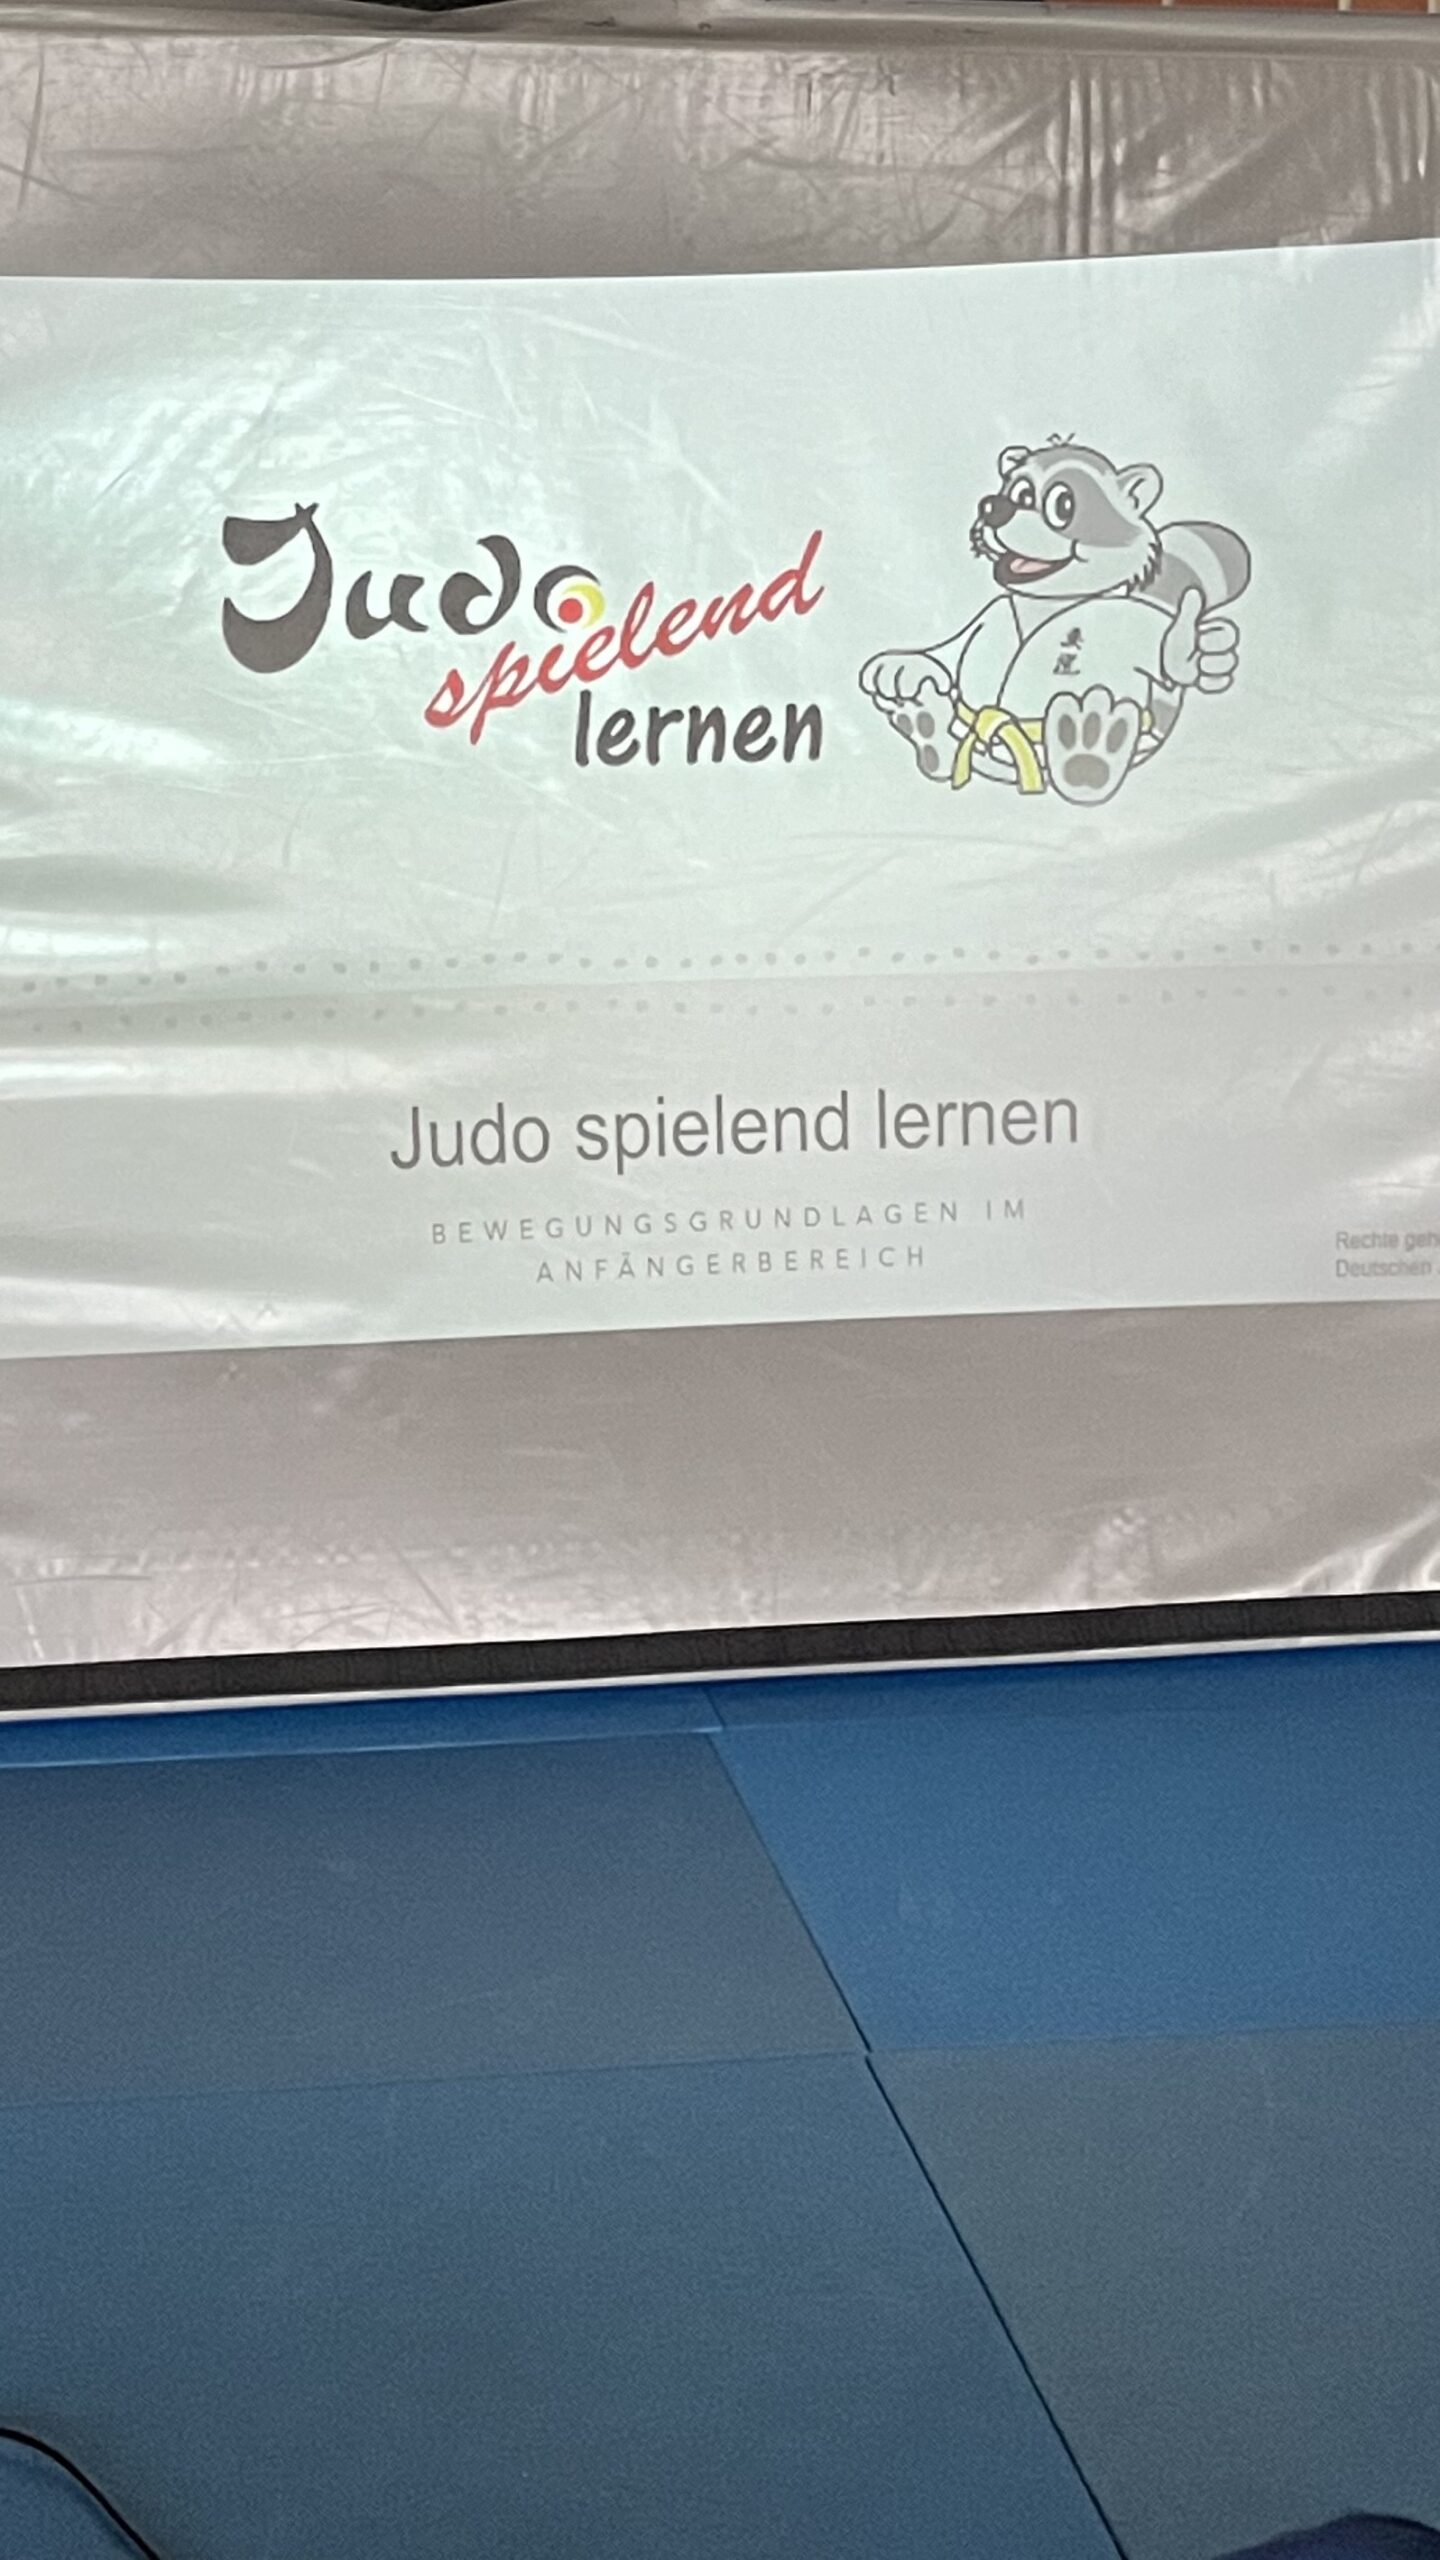 Judo
spielend
lernen
Judo spielend lernen
BEWEGUNGSGRUNDLAGEN IM
ANFÄNGERBEREICH
Rechte
Deutschen